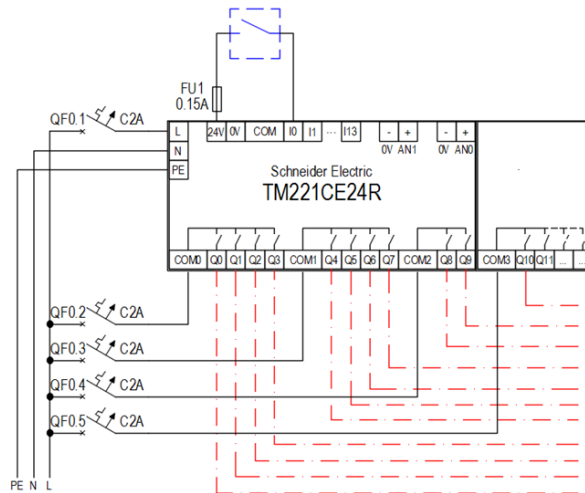 FU1
0.15A
QF0.1 C2A
L 24V 0V COM I0 I1 ... I13 - + - +
0V AN1 0V AN0
N
PE
Schneider Electric
TM221CE24R
COM0 Q0 Q1 Q2 Q3 COM1 Q4 Q5 Q6 Q7 COM2 Q8 Q9 COM3 Q10 Q11 ... ...
QF0.2 C2A
QF0.3 C2A
QF0.4 C2A
QF0.5 C2A
PE N L